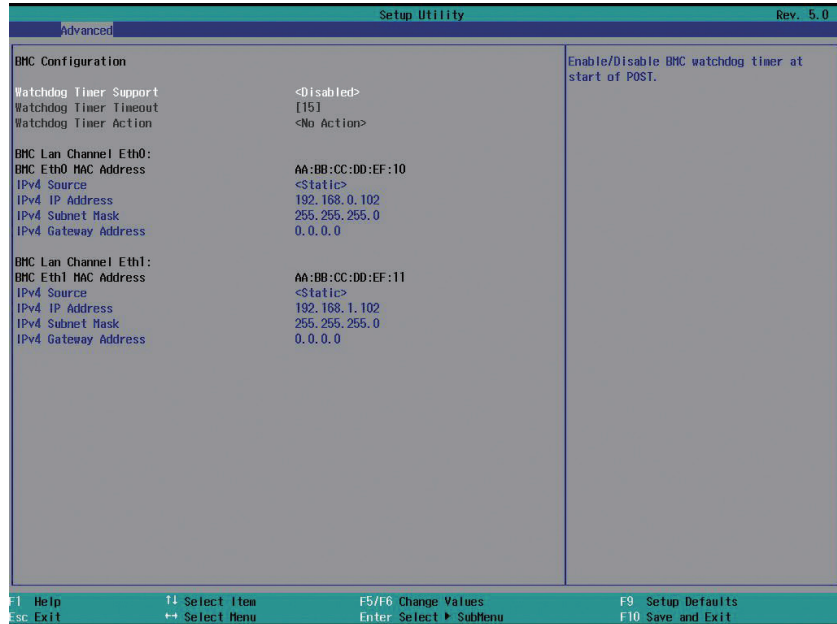 Setup Utility Rev. 5.0
Advanced
BMC Configuration
Watchdog Timer Support <Disabled>
Watchdog Timer Timeout [15]
Watchdog Timer Action <No Action>
BMC Lan Channel Eth0:
BMC Eth0 MAC Address AA:BB:CC:DD:EF:10
IPv4 Source <Static>
IPv4 IP Address 192.168.0.102
IPv4 Subnet Mask 255.255.255.0
IPv4 Gateway Address 0.0.0.0
BMC Lan Channel Eth1:
BMC Eth1 MAC Address AA:BB:CC:DD:EF:11
IPv4 Source <Static>
IPv4 IP Address 192.168.1.102
IPv4 Subnet Mask 255.255.255.0
IPv4 Gateway Address 0.0.0.0
Enable/Disable BMC watchdog timer at
start of POST.
F1 Help ↑↓ Select Item F5/F6 Change Values F9 Setup Defaults
Esc Exit ↔ Select Menu Enter Select ▶ SubMenu F10 Save and Exit